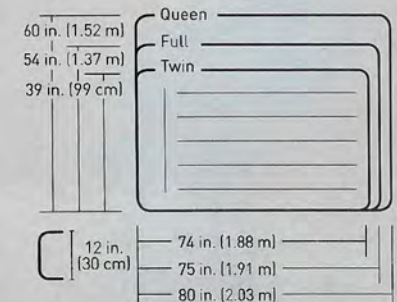 Queen
60 in. (1.52 m)
Full
54 in. (1.37 m)
Twin
39 in. (99 cm)
12 in.
(30 cm)
74 in. (1.88 m)
75 in. (1.91 m)
80 in. (2.03 m)